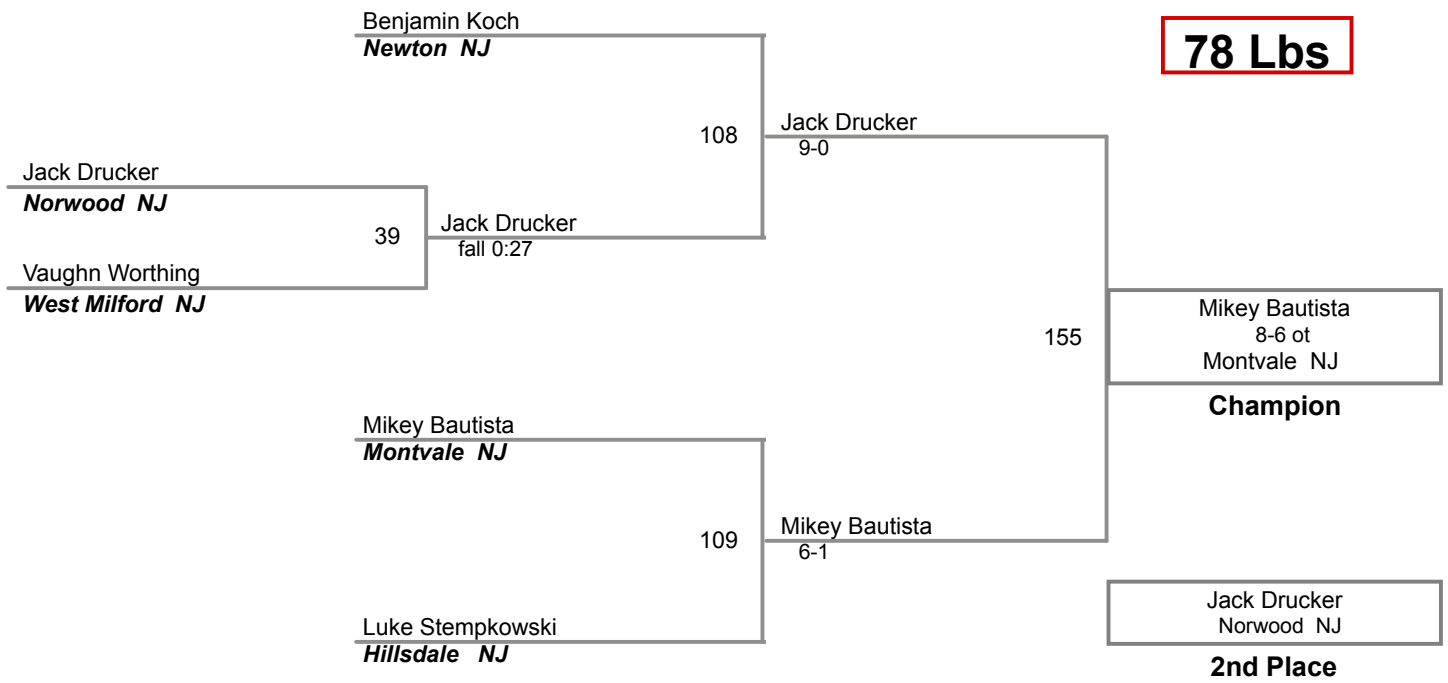 Benjamin Koch
Newton NJ
78 Lbs
108
Jack Drucker
9-0
Jack Drucker
Norwood NJ
39
Jack Drucker
fall 0:27
Vaughn Worthing
West Milford NJ
155
Mikey Bautista
8-6 ot
Montvale NJ
Champion
Mikey Bautista
Montvale NJ
109
Mikey Bautista
6-1
Luke Stempkowski
Hillsdale NJ
Jack Drucker
Norwood NJ
2nd Place